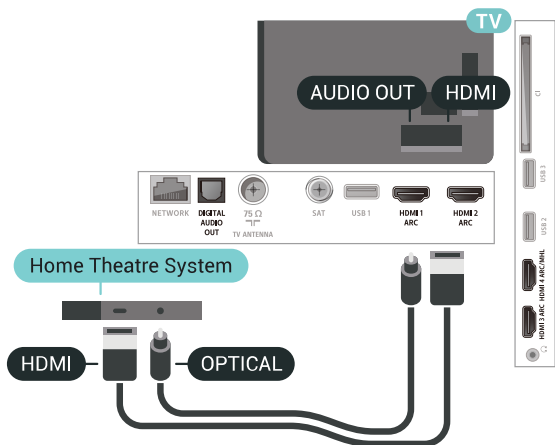 TV
AUDIO OUT
HDMI
CI
USB 3
USB 2
HDMI 4 ARC/MHL
HDMI 3 ARC
NETWORK
DIGITAL
AUDIO
OUT
75 Ω
TV ANTENNA
SAT
USB 1
HDMI 1
ARC
HDMI 2
ARC
Home Theatre System
HDMI
OPTICAL